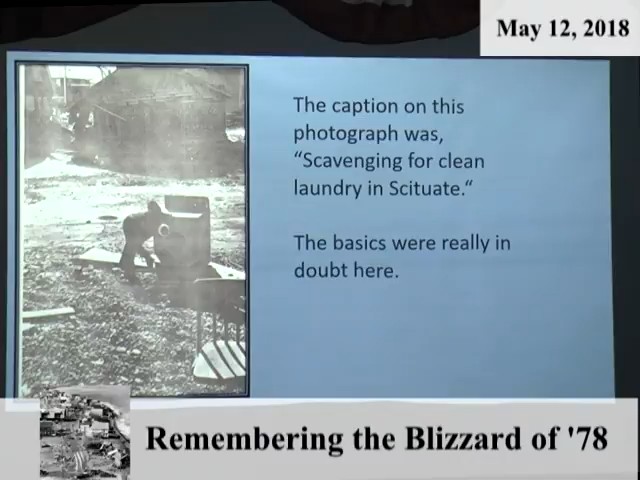 May 12, 2018
The caption on this
photograph was,
“Scavenging for clean
laundry in Scituate.“
The basics were really in
doubt here.
Remembering the Blizzard of '78